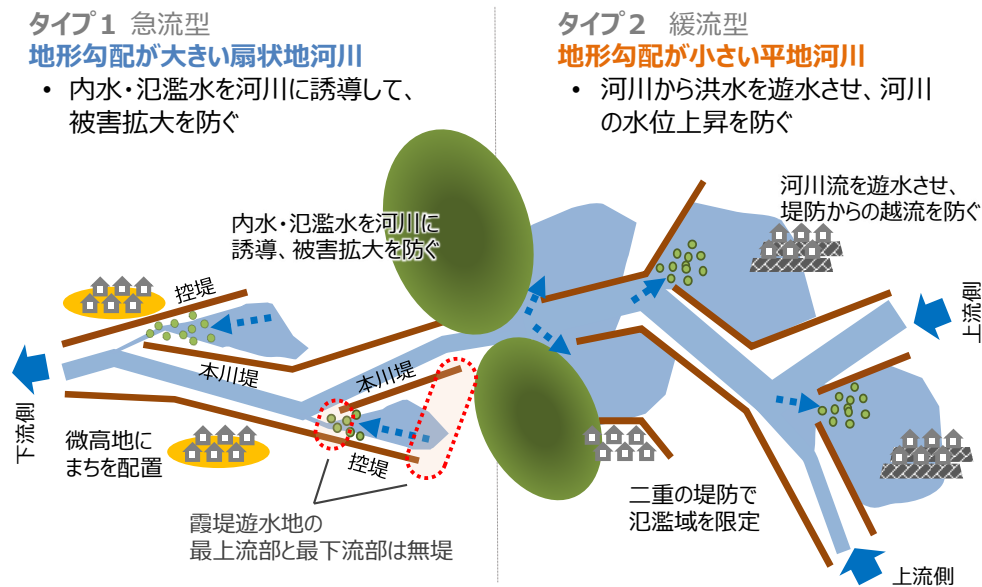 タイプ1 急流型
地形勾配が大きい扇状地河川
• 内水・氾濫水を河川に誘導して、
被害拡大を防ぐ
タイプ2 緩流型
地形勾配が小さい平地河川
• 河川から洪水を遊水させ、河川
の水位上昇を防ぐ
河川流を遊水させ、
堤防からの越流を防ぐ
内水・氾濫水を河川に
誘導、被害拡大を防ぐ
控堤
本川堤
本川堤
控堤
下流側
上流側
微高地に
まちを配置
二重の堤防で
氾濫域を限定
霞堤遊水地の
最上流部と最下流部は無堤
上流側